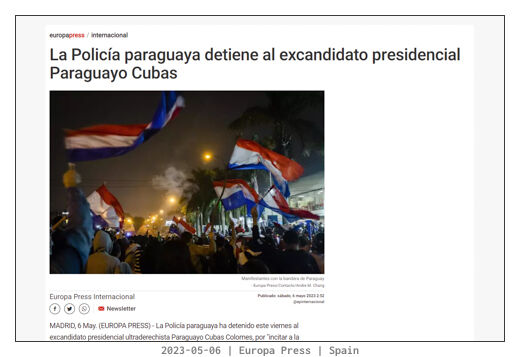 europapress / internacional
La Policía paraguaya detiene al excandidato presidencial
Paraguayo Cubas
Manifestantes con la bandera de Paraguay
- Europa Press/Contacto/Andre M. Chang
Europa Press Internacional
Publicado: sábado, 6 mayo 2023 2:52
@epinternacional
Newsletter
MADRID, 6 May. (EUROPA PRESS) - La Policía paraguaya ha detenido este viernes al
excandidato presidencial ultraderechista Paraguayo Cubas Colomes, por "incitar a la
2023-05-06 | Europa Press | Spain